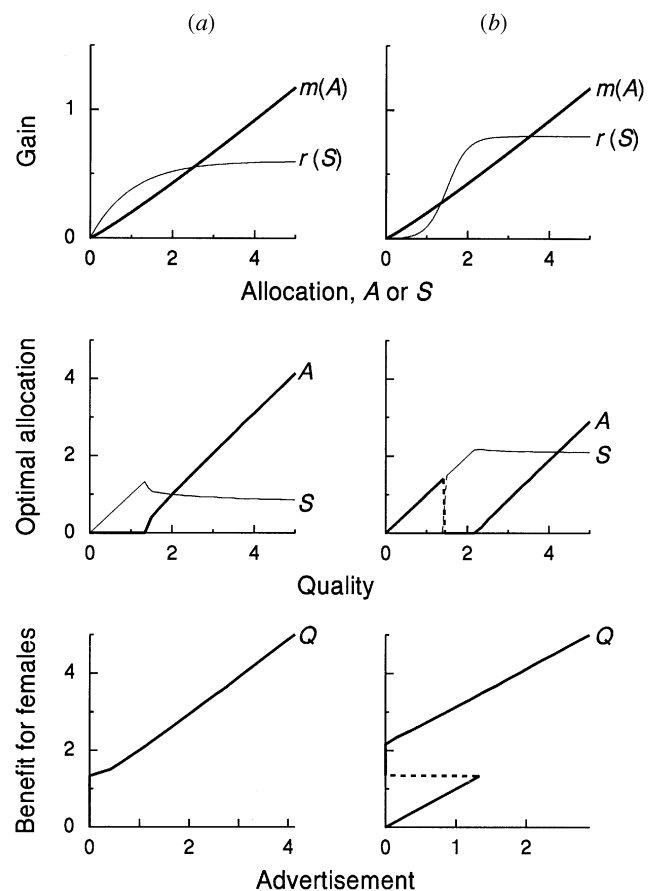 (a) (b)
Gain
1
0
m(A)
r (S)
0 2 4
m(A)
r (S)
0 2 4
Allocation, A or S
Optimal allocation
4
2
0
A
S
0 2 4
A
S
0 2 4
Quality
Benefit for females
4
2
0
Q
0 2 4
Q
0 1 2
Advertisement